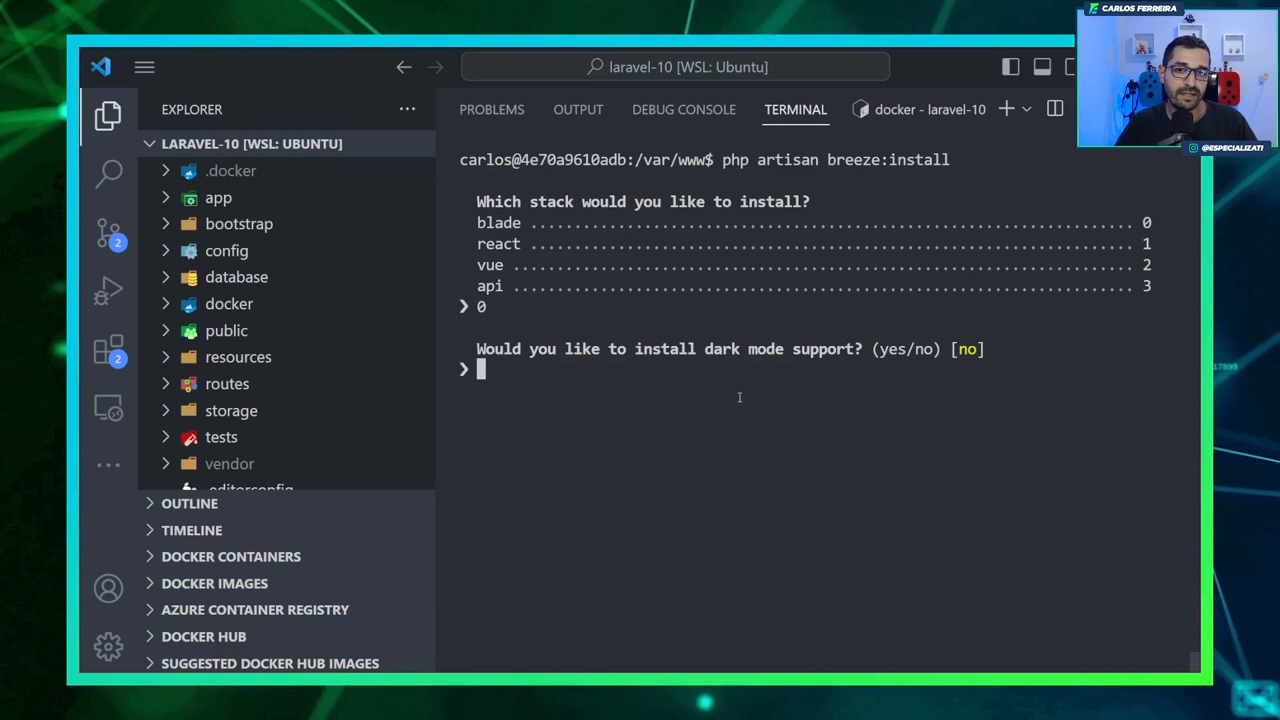 CARLOS FERREIRA
@ESPECIALIZATI
laravel-10 [WSL: Ubuntu]
EXPLORER
LARAVEL-10 [WSL: UBUNTU]
.docker
app
bootstrap
config
database
docker
public
resources
routes
storage
tests
vendor
.editorconfig
OUTLINE
TIMELINE
DOCKER CONTAINERS
DOCKER IMAGES
AZURE CONTAINER REGISTRY
DOCKER HUB
SUGGESTED DOCKER HUB IMAGES
2
2
PROBLEMS OUTPUT DEBUG CONSOLE TERMINAL docker - laravel-10
carlos@4e70a9610adb:/var/www$ php artisan breeze:install
Which stack would you like to install?
blade ........................................................................ 0
react ........................................................................ 1
vue .......................................................................... 2
api .......................................................................... 3
❯ 0
Would you like to install dark mode support? (yes/no) [no]
❯